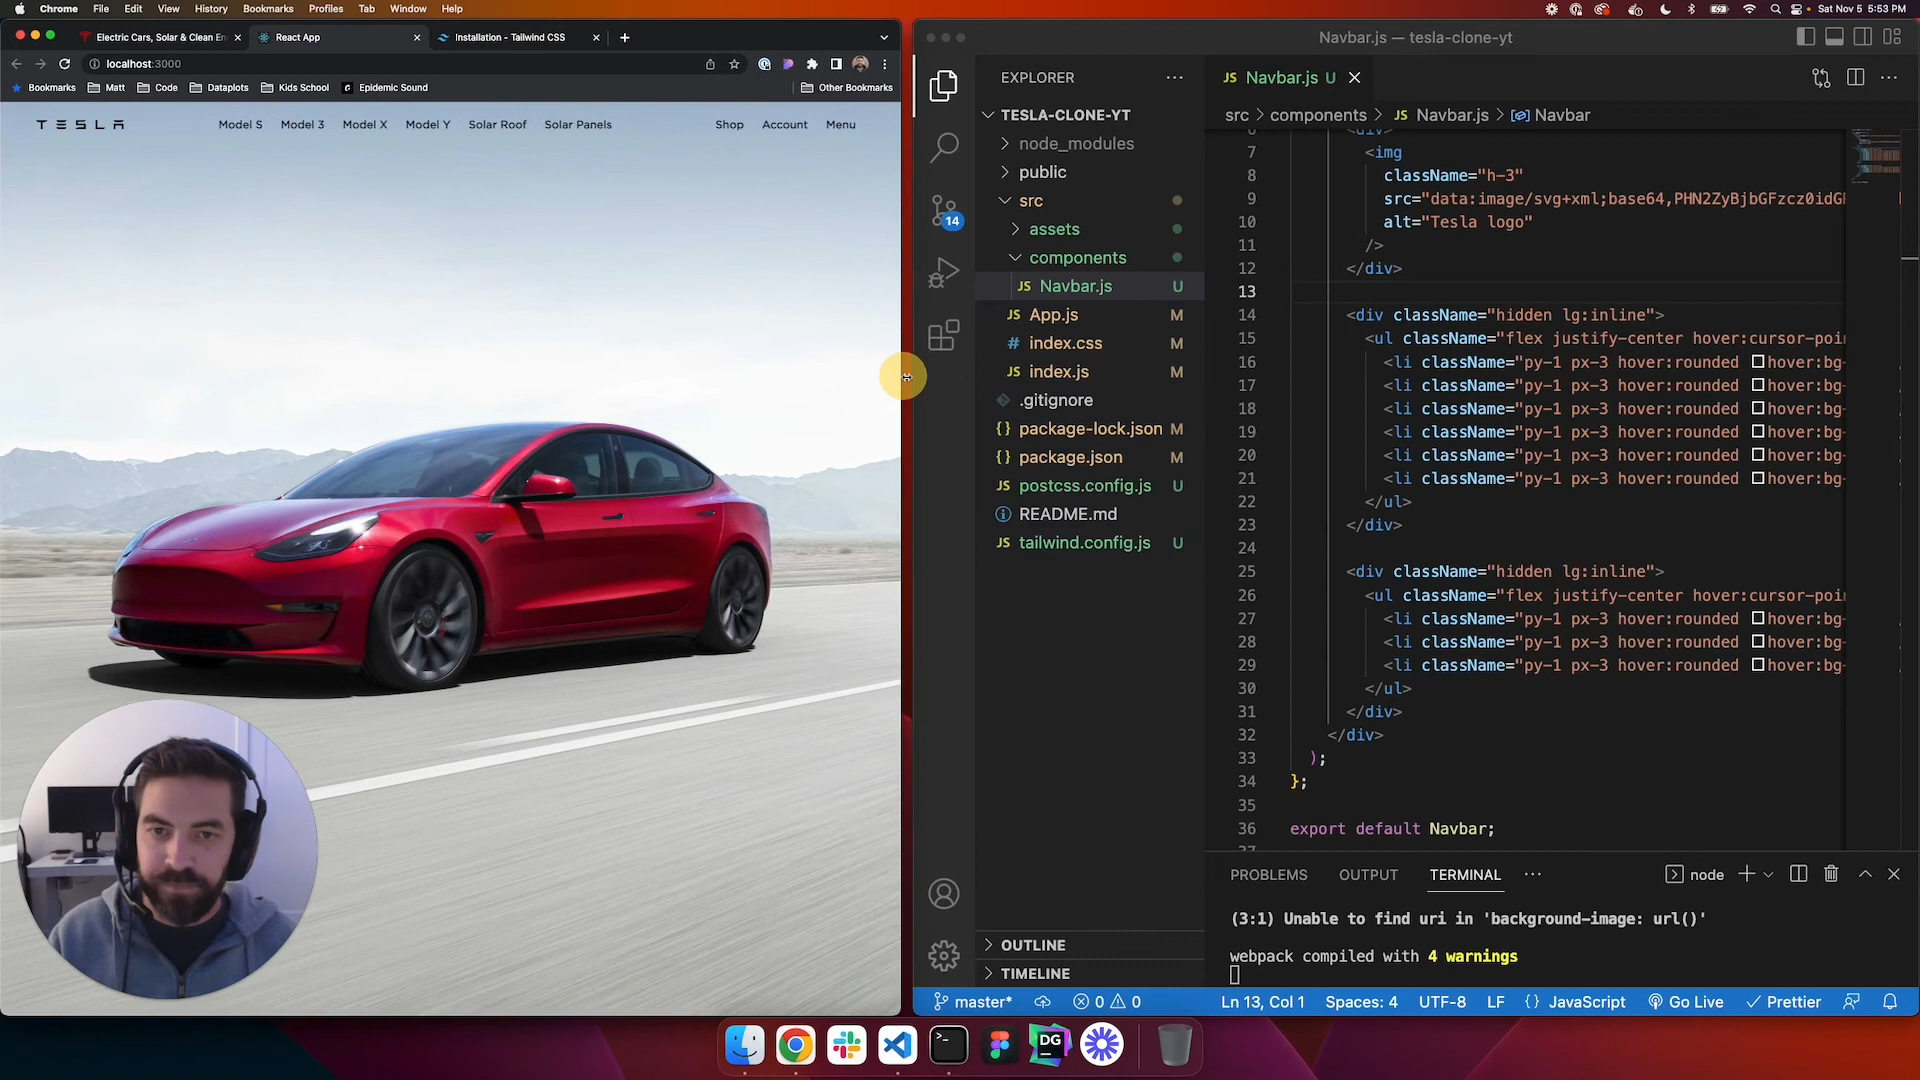 Chrome File Edit View History Bookmarks Profiles Tab Window Help
Sat Nov 5 5:53 PM
Electric Cars, Solar & Clean En
React App
Installation - Tailwind CSS
localhost:3000
Bookmarks Matt Code Dataplots Kids School Epidemic Sound Other Bookmarks
TESLA Model S Model 3 Model X Model Y Solar Roof Solar Panels Shop Account Menu
Navbar.js — tesla-clone-yt
EXPLORER
TESLA-CLONE-YT
node_modules
public
src
assets
components
JS Navbar.js U
JS App.js M
# index.css M
JS index.js M
.gitignore
{} package-lock.json M
{} package.json M
JS postcss.config.js U
README.md
JS tailwind.config.js U
OUTLINE
TIMELINE
14
JS Navbar.js U
src > components > JS Navbar.js > Navbar
6 <div>
7 <img
8 className="h-3"
9 src="data:image/svg+xml;base64,PHN2ZyBjbGFzcz0idGl
10 alt="Tesla logo"
11 />
12 </div>
13
14 <div className="hidden lg:inline">
15 <ul className="flex justify-center hover:cursor-poi
16 <li className="py-1 px-3 hover:rounded hover:bg-
17 <li className="py-1 px-3 hover:rounded hover:bg-
18 <li className="py-1 px-3 hover:rounded hover:bg-
19 <li className="py-1 px-3 hover:rounded hover:bg-
20 <li className="py-1 px-3 hover:rounded hover:bg-
21 <li className="py-1 px-3 hover:rounded hover:bg-
22 </ul>
23 </div>
24
25 <div className="hidden lg:inline">
26 <ul className="flex justify-center hover:cursor-poi
27 <li className="py-1 px-3 hover:rounded hover:bg-
28 <li className="py-1 px-3 hover:rounded hover:bg-
29 <li className="py-1 px-3 hover:rounded hover:bg-
30 </ul>
31 </div>
32 </div>
33 );
34 };
35
36 export default Navbar;
37
PROBLEMS OUTPUT TERMINAL node
(3:1) Unable to find uri in 'background-image: url()'
webpack compiled with 4 warnings
master* 0 0 Ln 13, Col 1 Spaces: 4 UTF-8 LF {} JavaScript Go Live Prettier
DG